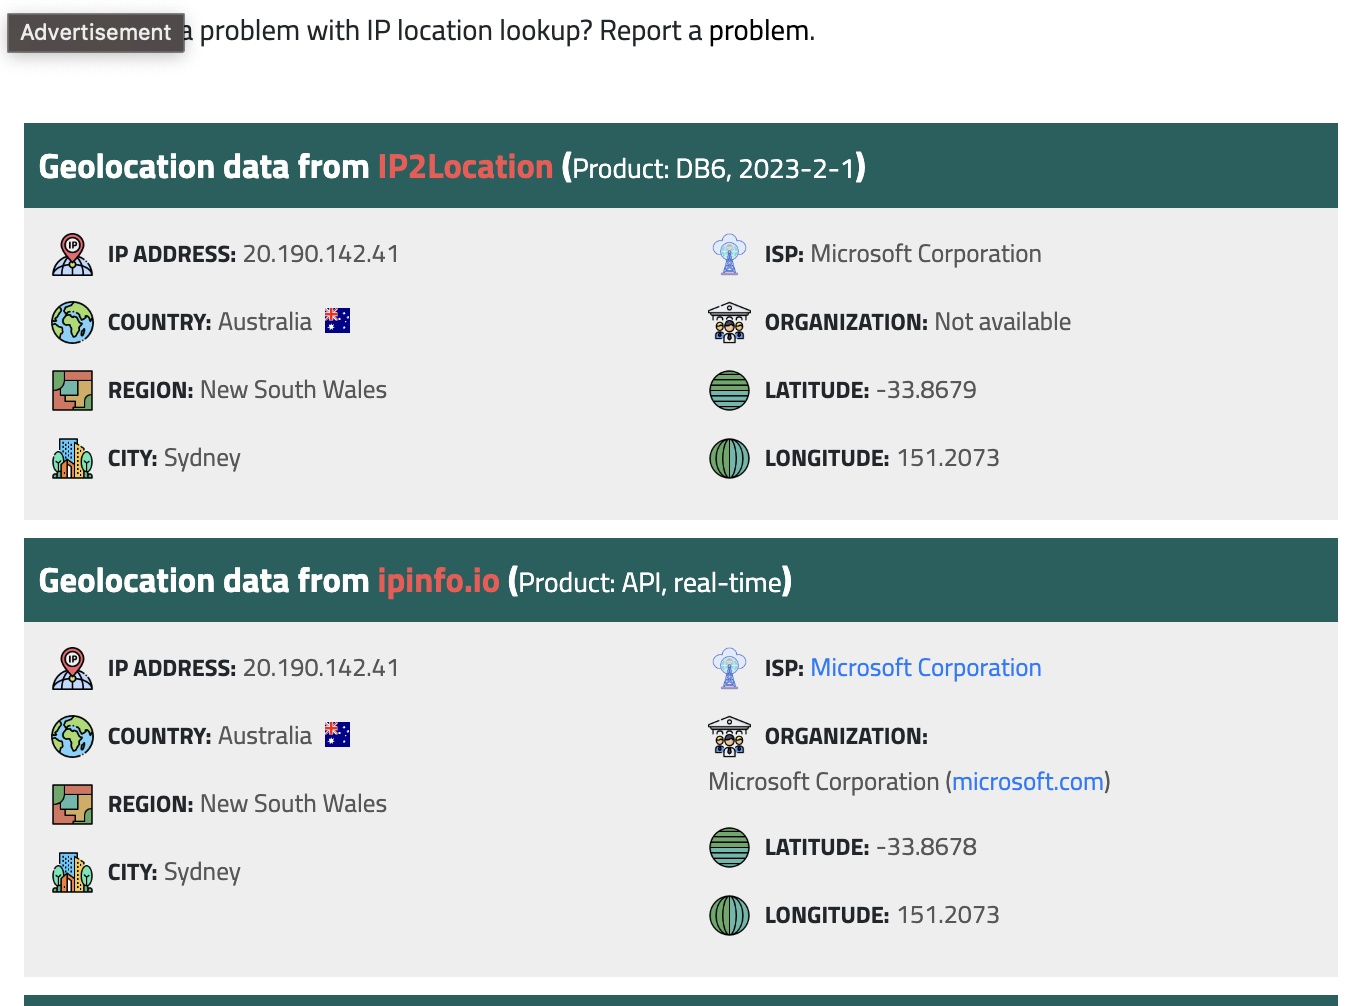 Advertisement a problem with IP location lookup? Report a problem.
Geolocation data from IP2Location (Product: DB6, 2023-2-1)
IP ADDRESS: 20.190.142.41
COUNTRY: Australia
REGION: New South Wales
CITY: Sydney
ISP: Microsoft Corporation
ORGANIZATION: Not available
LATITUDE: -33.8679
LONGITUDE: 151.2073
Geolocation data from ipinfo.io (Product: API, real-time)
IP ADDRESS: 20.190.142.41
COUNTRY: Australia
REGION: New South Wales
CITY: Sydney
ISP: Microsoft Corporation
ORGANIZATION:
Microsoft Corporation (microsoft.com)
LATITUDE: -33.8678
LONGITUDE: 151.2073